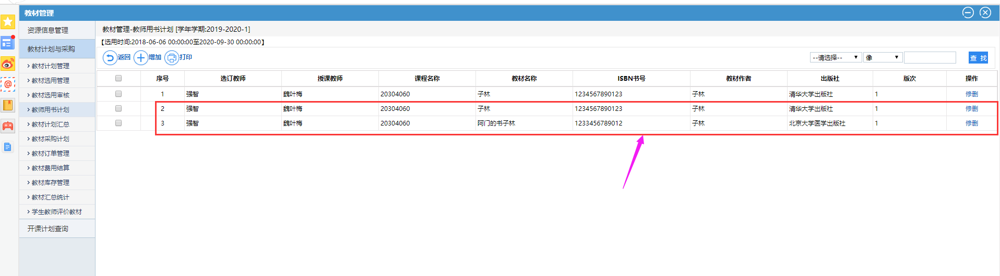 教材管理
资源信息管理
教材计划与采购
教材计划管理
教材选用管理
教材选用审核
教师用书计划
教材计划汇总
教材采购计划
教材订单管理
教材费用结算
教材库存管理
教材汇总统计
学生教师评价教材
开课计划查询
教材管理-教师用书计划 [学年学期:2019-2020-1]
【选用时间:2018-06-06 00:00:00至2020-09-30 00:00:00】
返回 增加 打印 --请选择-- 像 查 找
序号 选订教师 授课教师 课程名称 教材名称 ISBN书号 教材作者 出版社 版次 操作
1 强智 魏叶梅 20304060 子林 1234567890123 子林 清华大学出版社 1 修删
2 强智 魏叶梅 20304060 子林 1234567890123 子林 清华大学出版社 1 修删
3 强智 魏叶梅 20304060 阿门的书子林 1233456789012 子林 北京大学医学出版社 1 修删